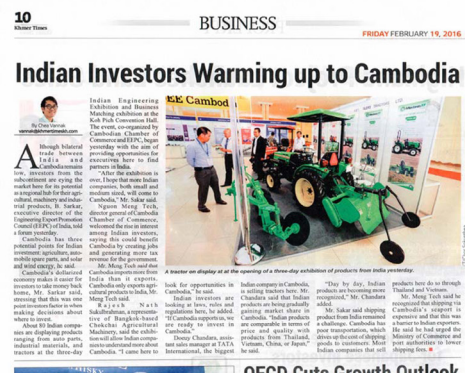 10
Khmer Times
BUSINESS
FRIDAY FEBRUARY 19, 2016
Indian Investors Warming up to Cambodia
By Chea Vannak
vannak@khmertimeskh.com
Although bilateral
trade between
India and
Cambodia remains
low, investors from the
subcontinent are eying the
market here for its potential
as a regional hub for their agri-
cultural, machinery and indus-
trial products, B. Sarkar,
executive director of the
Engineering Export Promotion
Council (EEPC) of India, told
a forum yesterday.
Cambodia has three
potential points for Indian
investment: agriculture, auto-
mobile spare parts, and solar
and wind energy, he said.
Cambodia's dollarized
economy makes it easier for
investors to take money back
home, Mr. Sarkar said,
stressing that this was one
point investors factor in when
making decisions about
where to invest.
About 80 Indian compa-
nies are displaying products
ranging from auto parts,
industrial materials, and
tractors at the three-day
Indian Engineering
Exhibition and Business
Matching exhibition at the
Koh Pich Convention Hall.
The event, co-organized by
Cambodian Chamber of
Commerce and EEPC, began
yesterday with the aim of
providing opportunities for
executives here to find
partners in India.
"After the exhibition is
over, I hope that more Indian
companies, both small and
medium sized, will come to
Cambodia," Mr. Sakar said.
Nguon Meng Tech,
director general of Cambodia
Chamber of Commerce,
welcomed the rise in interest
among Indian investors,
saying this could benefit
Cambodia by creating jobs
and generating more tax
revenue for the government.
Mr. Meng Tech said that
Cambodia imports more from
India than it exports.
Cambodia only exports agri-
cultural products to India, Mr.
Meng Tech said.
Rajesh Nath
Sukulbrahman, a representa-
tive of Bangkok-based
Chokchai Agricultural
Machinery, said the exhibi-
tion will allow Indian compa-
nies to understand more about
Cambodia. "I came here to
EE Cambod
A tractor on display at the opening of a three-day exhibition of products from India yesterday.
look for opportunities in
Cambodia," he said.
Indian investors are
looking at laws, rules and
regulations here, he added.
"If Cambodia supports us, we
are ready to invest in
Cambodia."
Doney Chandara, assis-
tant sales manager at TATA
International, the biggest
Indian company in Cambodia,
is selling tractors here. Mr.
Chandara said that Indian
products are being gradually
gaining market share in
Cambodia. "Indian products
are comparable in terms of
price and quality with
products from Thailand,
Vietnam, China, or Japan,"
he said.
"Day by day, Indian
products are becoming more
recognized," Mr. Chandara
added.
Mr. Sakar said shipping
product from India remained
a challenge. Cambodia has
poor transportation, which
drives up the cost of shipping
goods to customers. Most
Indian companies that sell
products here do so through
Thailand and Vietnam.
Mr. Meng Tech said he
recognized that shipping via
Cambodia's seaport is
expensive and that this was
a barrier to Indian exporters.
He said he had urged the
Ministry of Commerce and
port authorities to lower
shipping fees.
OECD Cuts Growth Outlook